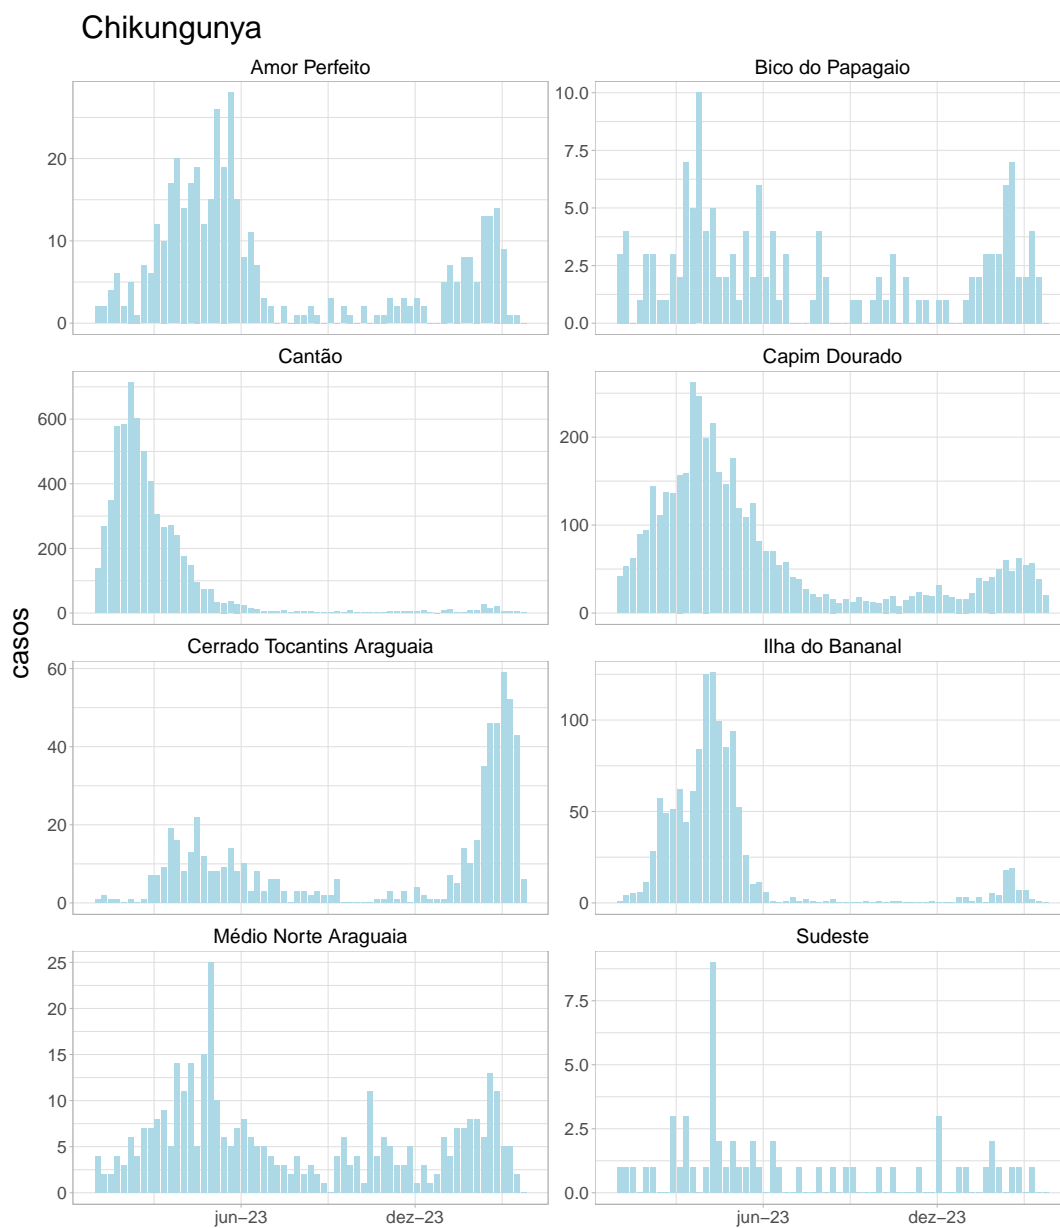 Chikungunya
Amor Perfeito
Bico do Papagaio
20
10
0
10.0
7.5
5.0
2.5
0.0
Cantão
Capim Dourado
600
400
200
0
200
100
0
casos
Cerrado Tocantins Araguaia
Ilha do Bananal
60
40
20
0
100
50
0
Médio Norte Araguaia
Sudeste
25
20
15
10
5
0
7.5
5.0
2.5
0.0
jun–23
dez–23
jun–23
dez–23